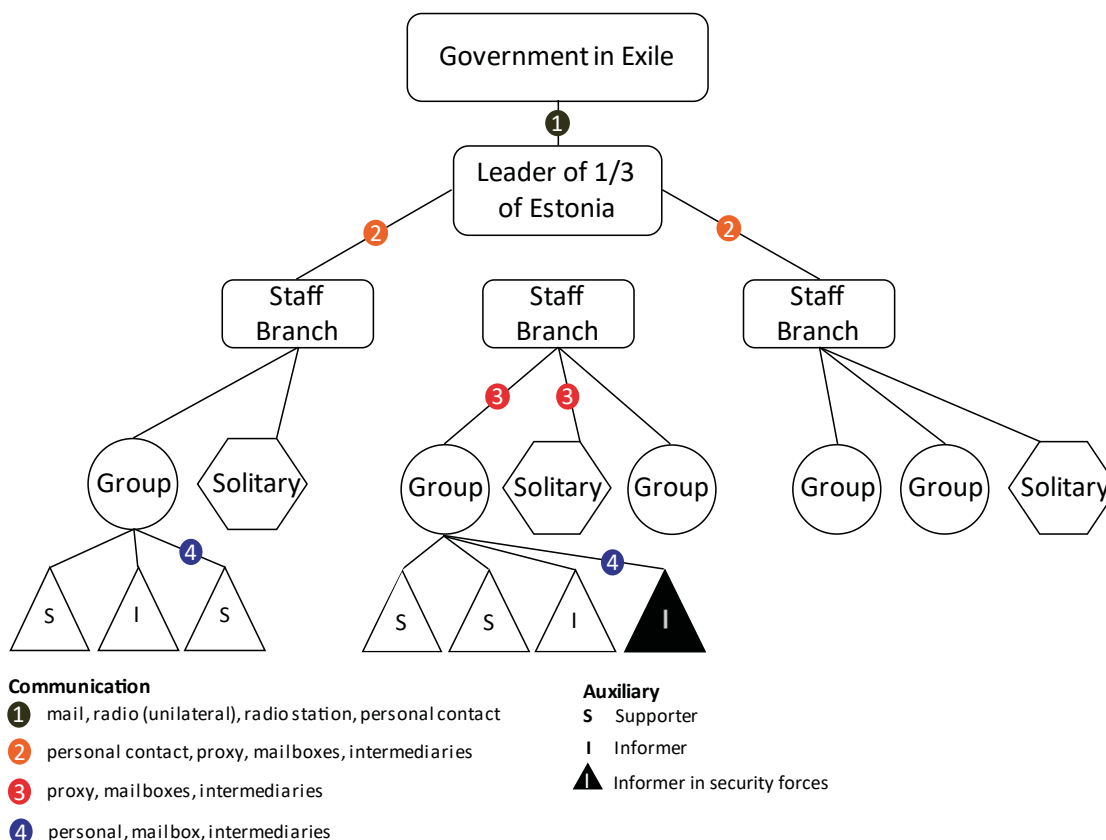 Government in Exile
1
Leader of 1/3
of Estonia
2
2
Staff
Branch
Staff
Branch
Staff
Branch
3
3
Group
Solitary
Group
Solitary
Group
Group
Group
Solitary
4
4
S
I
S
S
S
I
I
Communication
1 mail, radio (unilateral), radio station, personal contact
2 personal contact, proxy, mailboxes, intermediaries
3 proxy, mailboxes, intermediaries
4 personal, mailbox, intermediaries
Auxiliary
S Supporter
I Informer
I Informer in security forces